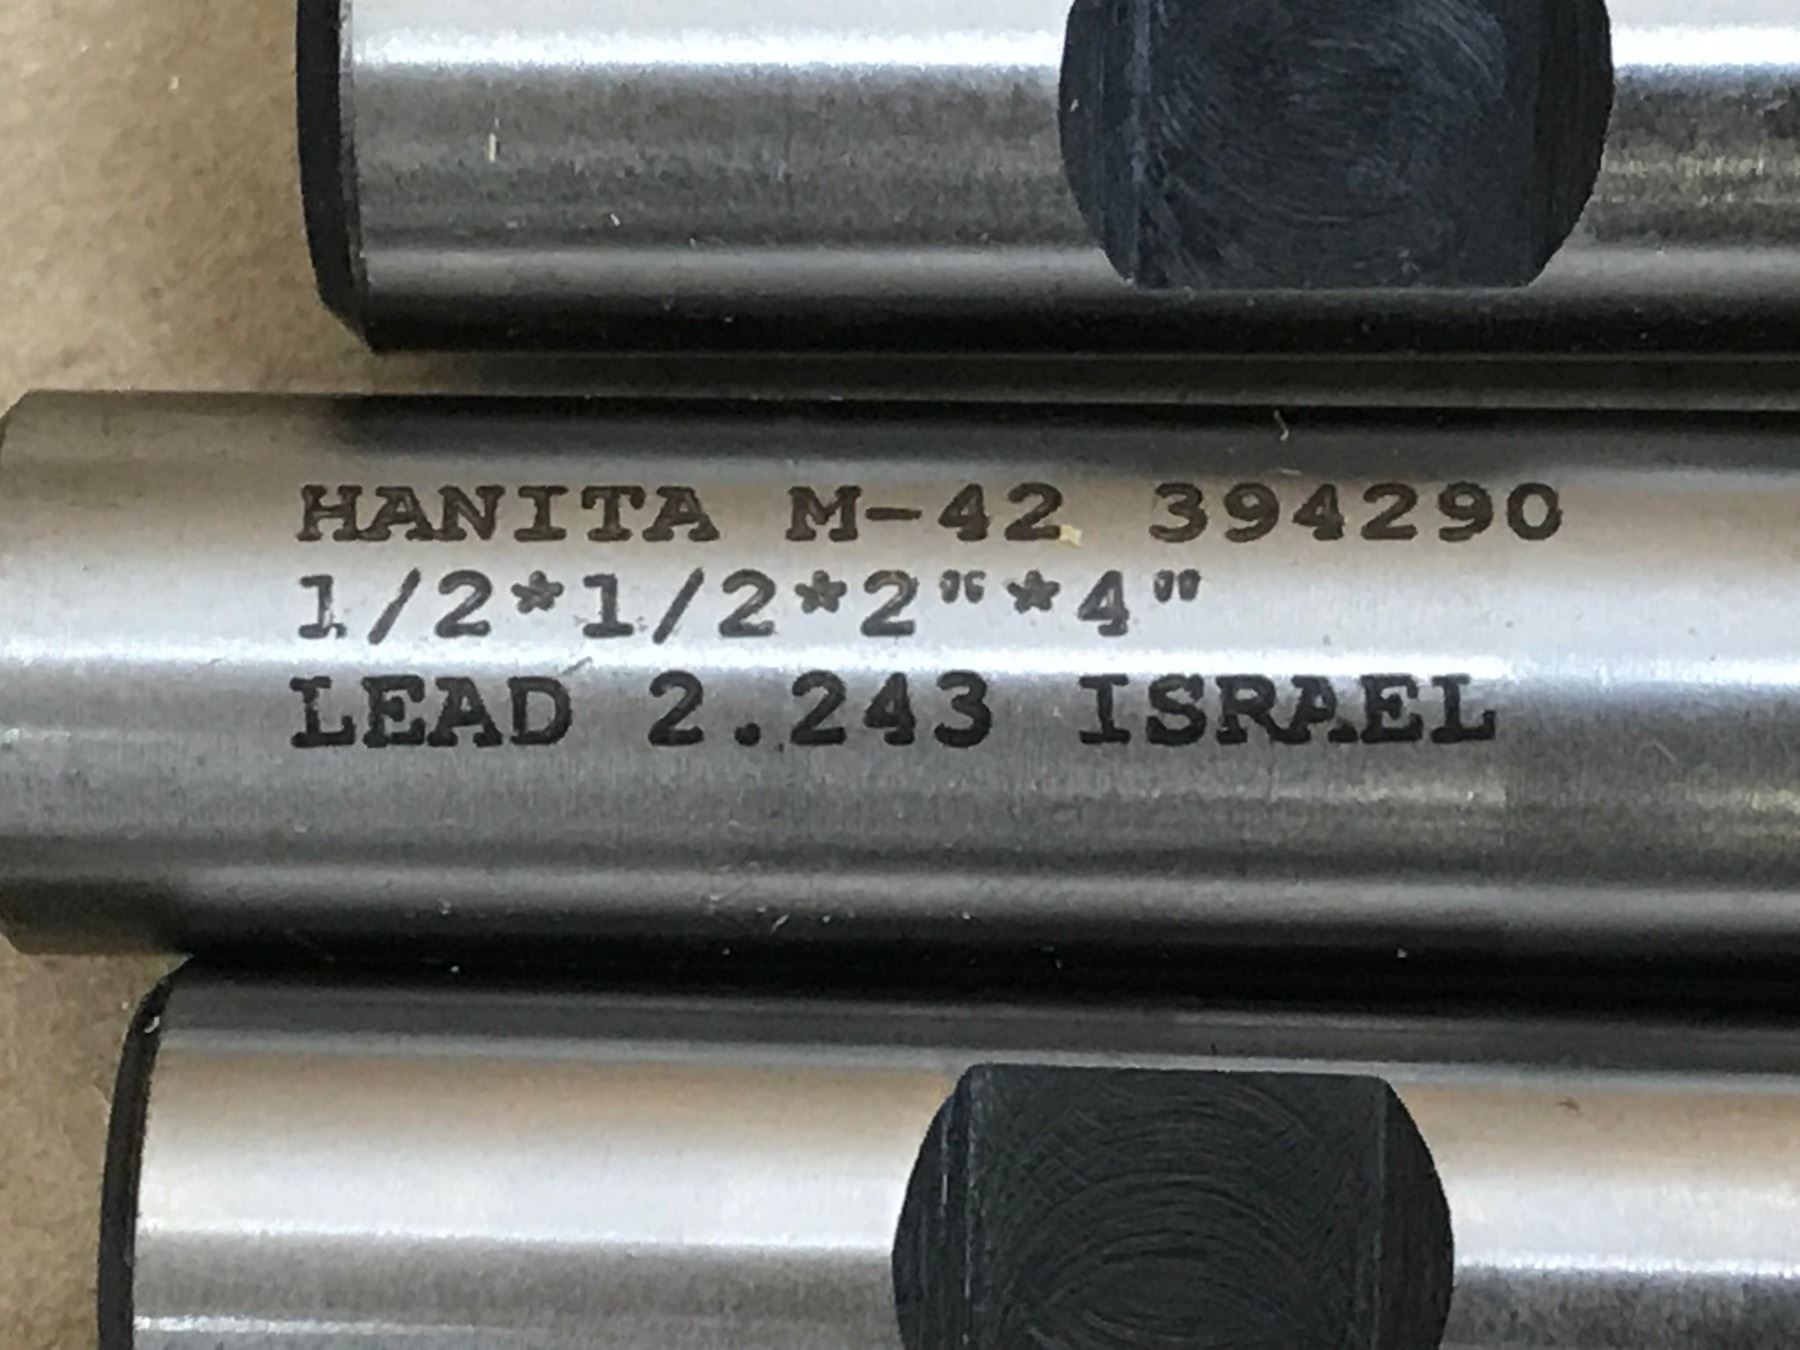 HANITA M-42 394290
1/2*1/2*2"*4"
LEAD 2.243 ISRAEL